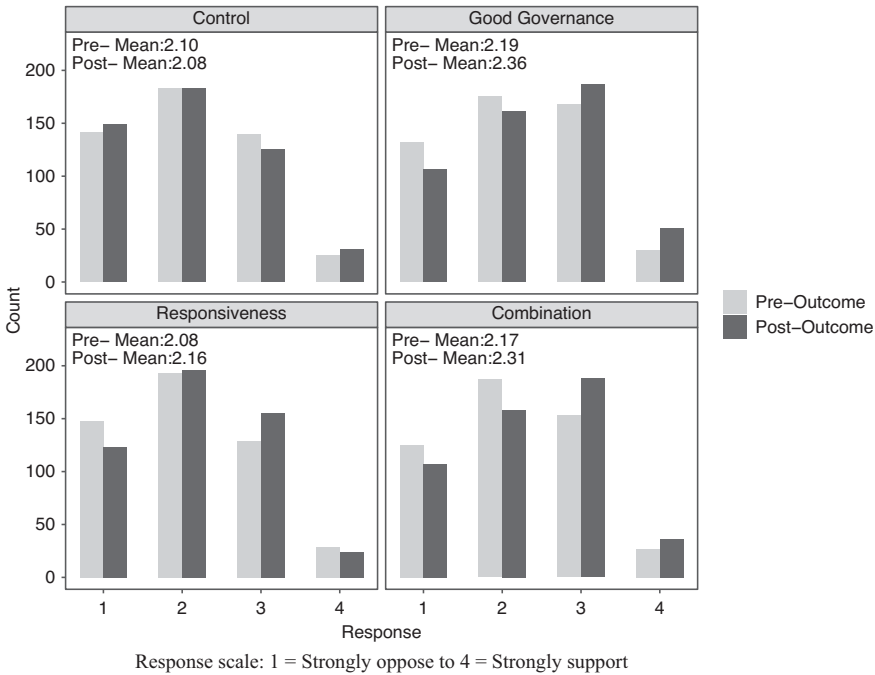 Control
Good Governance
Pre– Mean:2.10
Post– Mean:2.08
Pre– Mean:2.19
Post– Mean:2.36
200
150
100
50
0
Responsiveness
Combination
Pre– Mean:2.08
Post– Mean:2.16
Pre– Mean:2.17
Post– Mean:2.31
200
150
100
50
0
Count
1 2 3 4
1 2 3 4
Response
Pre–Outcome
Post–Outcome
Response scale: 1 = Strongly oppose to 4 = Strongly support